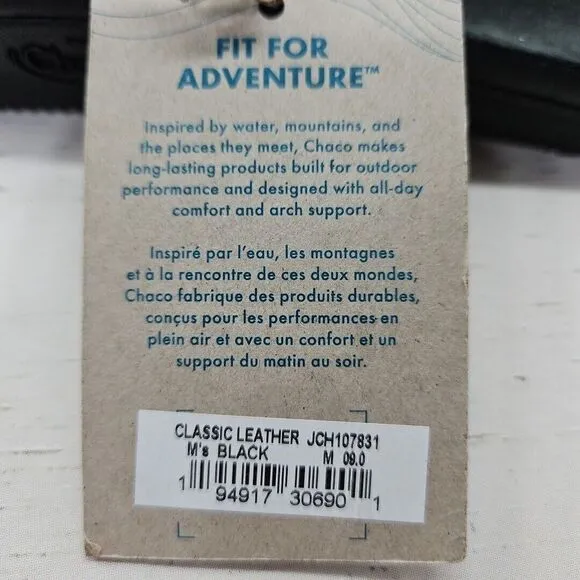 FIT FOR
ADVENTURE™
Inspired by water, mountains, and
the places they meet, Chaco makes
long-lasting products built for outdoor
performance and designed with all-day
comfort and arch support.
Inspiré par l'eau, les montagnes
et à la rencontre de ces deux mondes,
Chaco fabrique des produits durables,
conçus pour les performances en
plein air et avec un confort et un
support du matin au soir.
CLASSIC LEATHER JCH107831
M's BLACK M 09.0
1 94917 30690 1